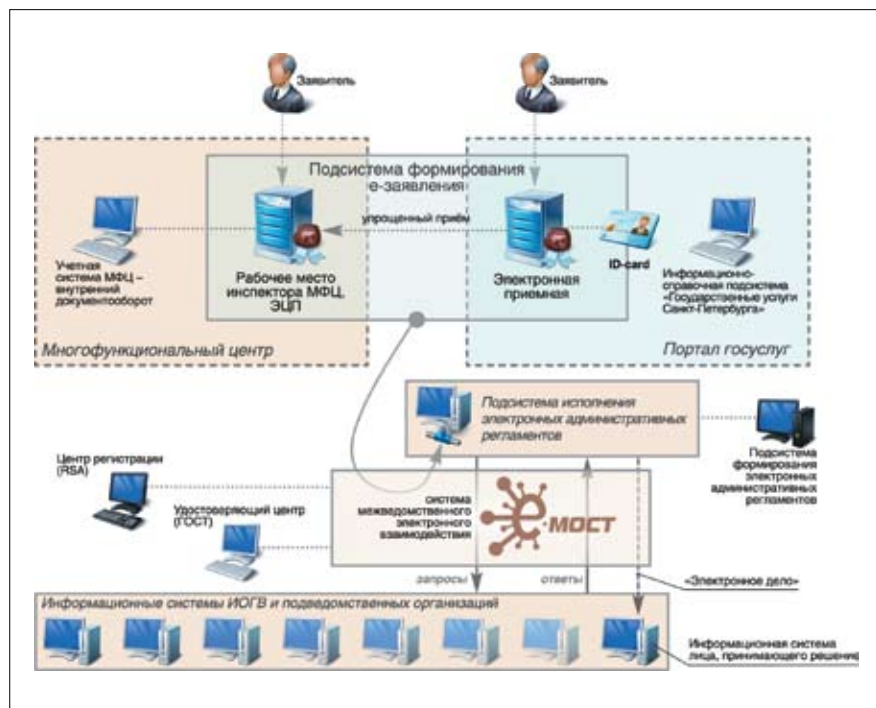 Заявитель
Заявитель
Подсистема формирования
е-заявления
упрощенный приём
Учетная
система МФЦ –
внутренний
документооборот
Рабочее место
инспектора МФЦ,
ЭЦП
Электронная
приемная
ID-card
Информационно-
справочная подсистема
«Государственные услуги
Санкт-Петербурга»
Многофункциональный центр
Портал госуслуг
Подсистема исполнения
электронных административных
регламентов
Подсистема
формирования
электронных
административных
регламентов
Центр регистрации
(RSA)
Удостоверяющий центр
(ГОСТ)
система
межведомственного
электронного
взаимодействия
е-МОСТ
запросы
ответы
«Электронное дело»
Информационные системы ИОГВ и подведомственных организаций
Информационная система
лица, принимающего решение